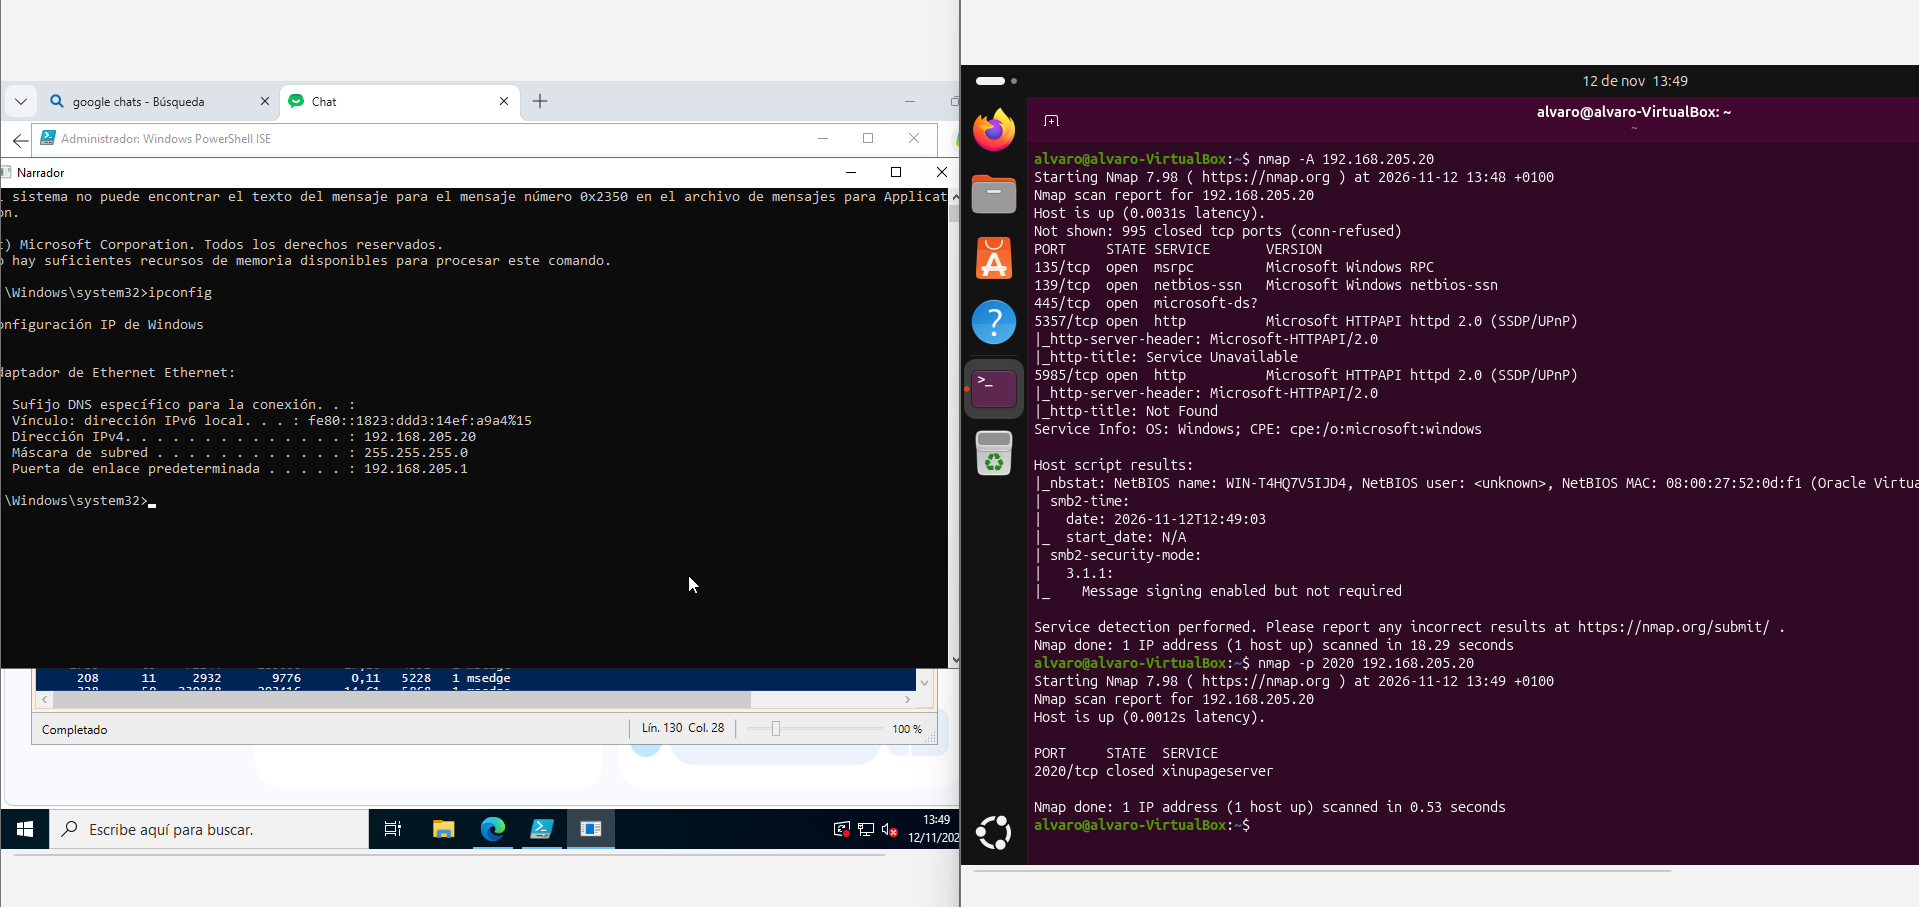 google chats - Búsqueda
Chat
Administrador: Windows PowerShell ISE
Narrador
sistema no puede encontrar el texto del mensaje para el mensaje número 0x2350 en el archivo de mensajes para Applicat
on.
) Microsoft Corporation. Todos los derechos reservados.
hay suficientes recursos de memoria disponibles para procesar este comando.
\Windows\system32>ipconfig
onfiguración IP de Windows
daptador de Ethernet Ethernet:
Sufijo DNS específico para la conexión. . :
Vínculo: dirección IPv6 local. . . : fe80::1823:ddd3:14ef:a9a4%15
Dirección IPv4. . . . . . . . . . . . . . : 192.168.205.20
Máscara de subred . . . . . . . . . . . . : 255.255.255.0
Puerta de enlace predeterminada . . . . . : 192.168.205.1
\Windows\system32>
208 11 2932 9776 0,11 5228 1 msedge
Completado
Lín. 130 Col. 28
100 %
Escribe aquí para buscar.
13:49
12/11/202
12 de nov 13:49
alvaro@alvaro-VirtualBox: ~
~
alvaro@alvaro-VirtualBox:~$ nmap -A 192.168.205.20
Starting Nmap 7.98 ( https://nmap.org ) at 2026-11-12 13:48 +0100
Nmap scan report for 192.168.205.20
Host is up (0.0031s latency).
Not shown: 995 closed tcp ports (conn-refused)
PORT STATE SERVICE VERSION
135/tcp open msrpc Microsoft Windows RPC
139/tcp open netbios-ssn Microsoft Windows netbios-ssn
445/tcp open microsoft-ds?
5357/tcp open http Microsoft HTTPAPI httpd 2.0 (SSDP/UPnP)
|_http-server-header: Microsoft-HTTPAPI/2.0
|_http-title: Service Unavailable
5985/tcp open http Microsoft HTTPAPI httpd 2.0 (SSDP/UPnP)
|_http-server-header: Microsoft-HTTPAPI/2.0
|_http-title: Not Found
Service Info: OS: Windows; CPE: cpe:/o:microsoft:windows
Host script results:
|_nbstat: NetBIOS name: WIN-T4HQ7V5IJD4, NetBIOS user: <unknown>, NetBIOS MAC: 08:00:27:52:0d:f1 (Oracle Virtua
| smb2-time:
| date: 2026-11-12T12:49:03
|_ start_date: N/A
| smb2-security-mode:
| 3.1.1:
|_ Message signing enabled but not required
Service detection performed. Please report any incorrect results at https://nmap.org/submit/ .
Nmap done: 1 IP address (1 host up) scanned in 18.29 seconds
alvaro@alvaro-VirtualBox:~$ nmap -p 2020 192.168.205.20
Starting Nmap 7.98 ( https://nmap.org ) at 2026-11-12 13:49 +0100
Nmap scan report for 192.168.205.20
Host is up (0.0012s latency).
PORT STATE SERVICE
2020/tcp closed xinupageserver
Nmap done: 1 IP address (1 host up) scanned in 0.53 seconds
alvaro@alvaro-VirtualBox:~$